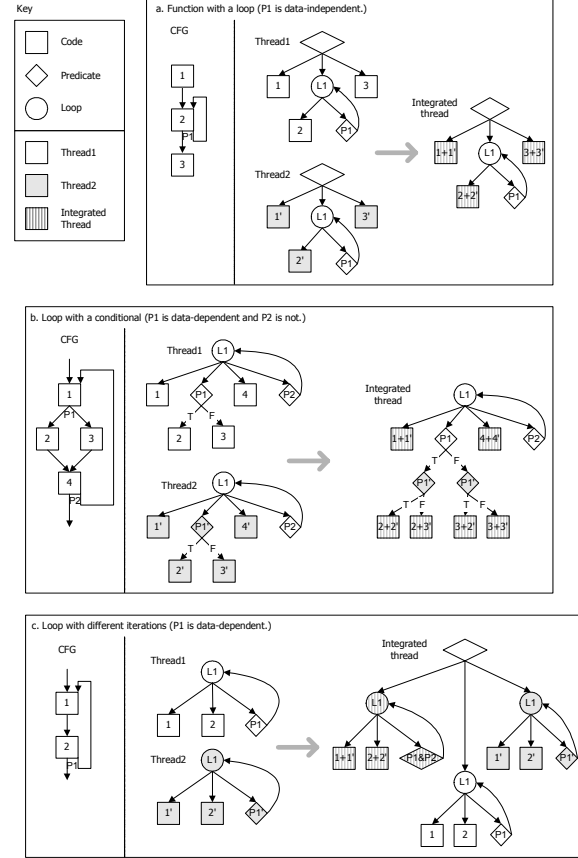 Key
Code
Predicate
Loop
Thread1
Thread2
Integrated
Thread
a. Function with a loop (P1 is data-independent.)
CFG
1
2
P1
3
Thread1
1
L1
3
2
P1
Thread2
1'
L1
3'
2'
P1
Integrated
thread
1+1'
L1
3+3'
2+2'
P1
b. Loop with a conditional (P1 is data-dependent and P2 is not.)
CFG
1
P1
2
3
4
P2
Thread1
L1
1
P1
4
P2
T
F
2
3
Thread2
L1
1'
P1'
4'
P2
T
F
2'
3'
Integrated
thread
L1
1+1'
P1
4+4'
P2
T
F
P1'
P1'
T
F
T
F
2+2'
2+3'
3+2'
3+3'
c. Loop with different iterations (P1 is data-dependent.)
CFG
1
2
P1
Thread1
L1
1
2
P1
Thread2
L1
1'
2'
P1'
Integrated
thread
L1
1+1'
2+2'
P1&P2
L1
1'
2'
P1'
L1
1
2
P1